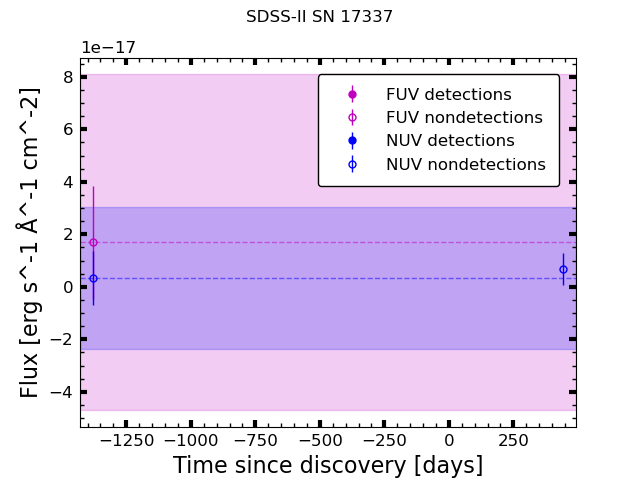 SDSS-II SN 17337
1e−17
8
6
4
2
0
−2
−4
Flux [erg s^-1 Å^-1 cm^-2]
FUV detections
FUV nondetections
NUV detections
NUV nondetections
−1250 −1000 −750 −500 −250 0 250
Time since discovery [days]